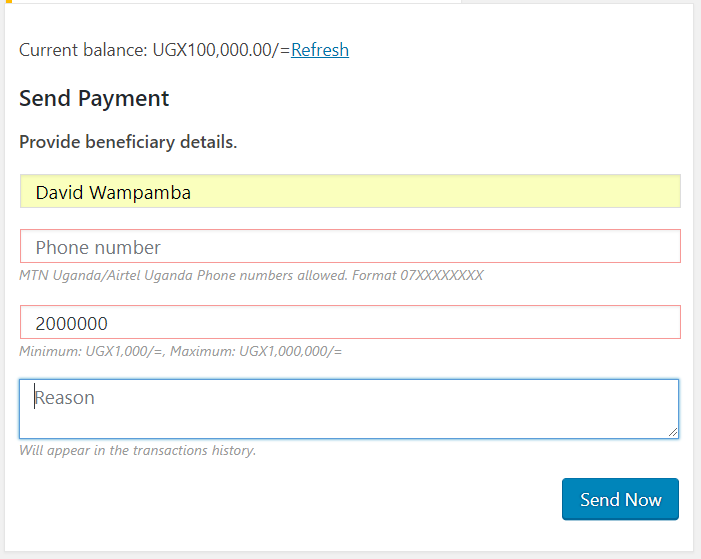 Current balance: UGX100,000.00/=Refresh
Send Payment
Provide beneficiary details.
David Wampamba
Phone number
MTN Uganda/Airtel Uganda Phone numbers allowed. Format 07XXXXXXXX
2000000
Minimum: UGX1,000/=, Maximum: UGX1,000,000/=
Reason
Will appear in the transactions history.
Send Now